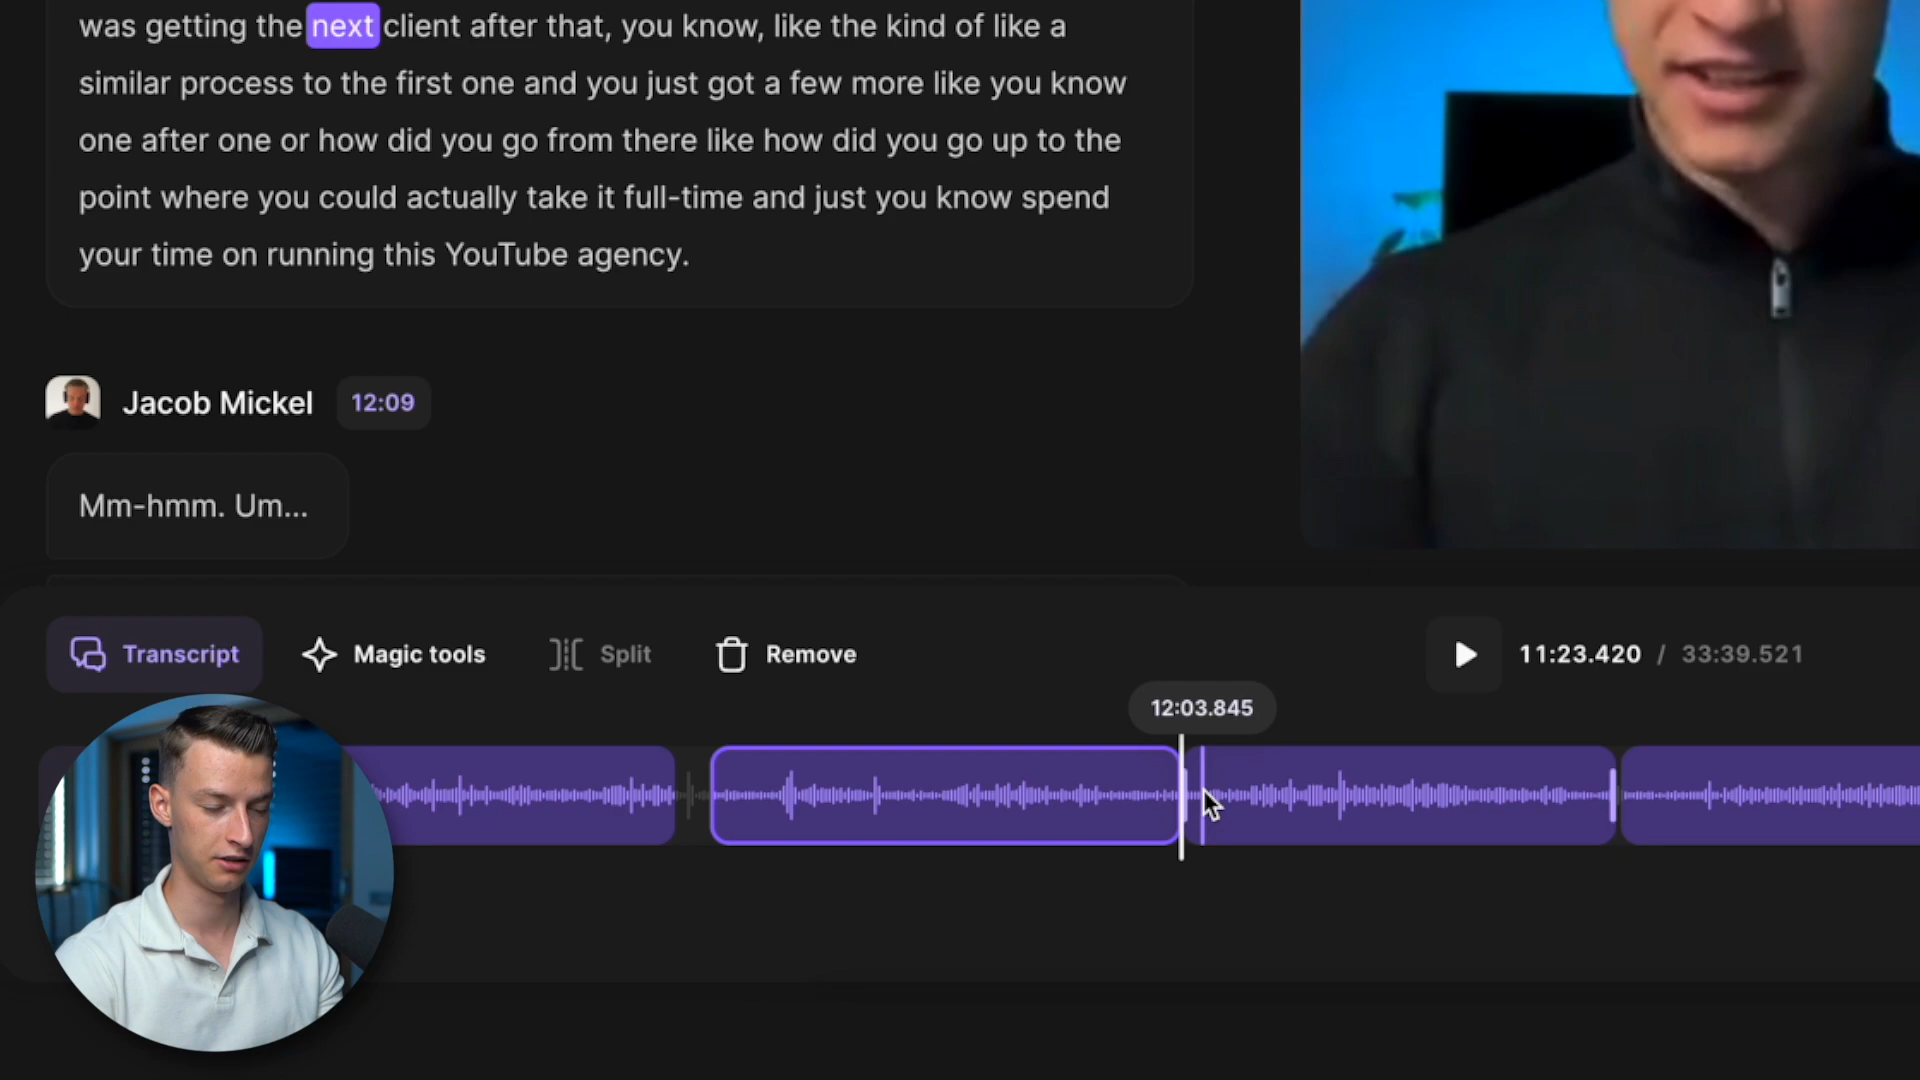 was getting the next client after that, you know, like the kind of like a
similar process to the first one and you just got a few more like you know
one after one or how did you go from there like how did you go up to the
point where you could actually take it full-time and just you know spend
your time on running this YouTube agency.
Jacob Mickel 12:09
Mm-hmm. Um...
Transcript Magic tools Split Remove 11:23.420 / 33:39.521
12:03.845